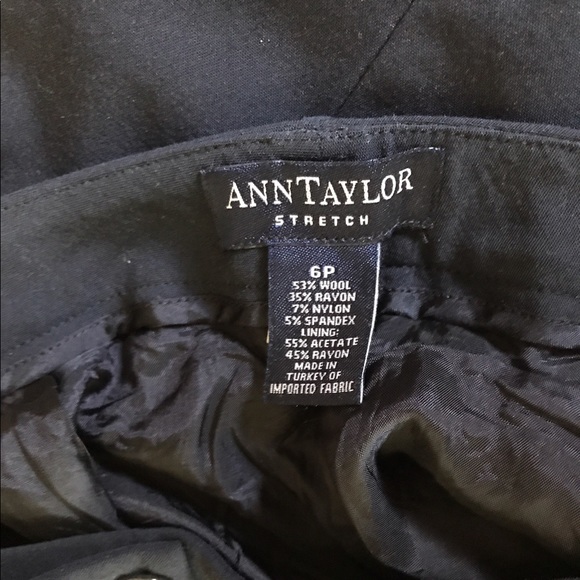 ANNTAYLOR
STRETCH
6P
53% WOOL
35% RAYON
7% NYLON
5% SPANDEX
LINING:
55% ACETATE
45% RAYON
MADE IN
TURKEY OF
IMPORTED FABRIC